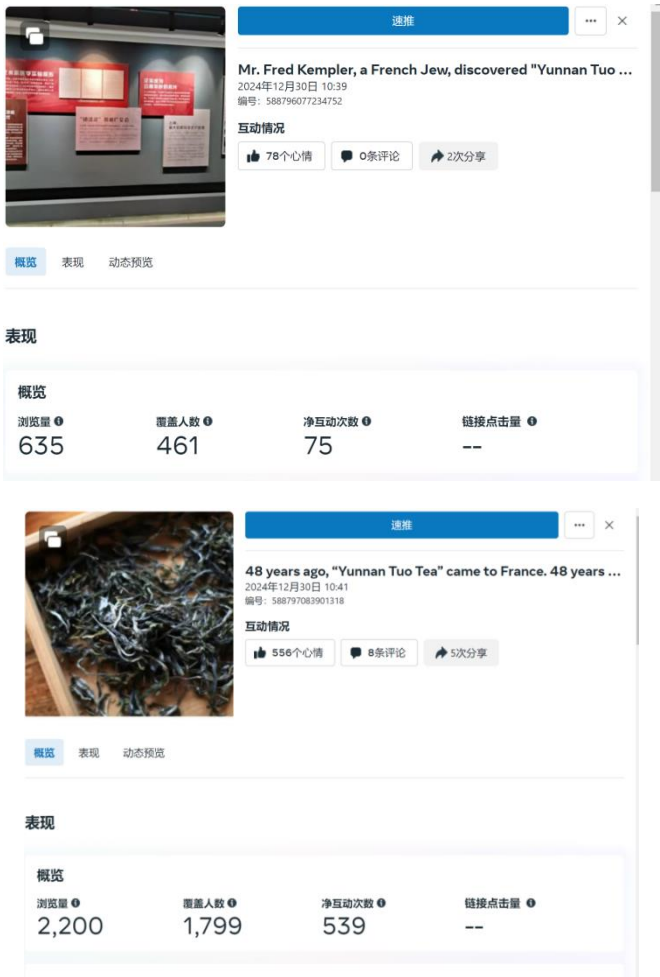 速推
...
Mr. Fred Kempler, a French Jew, discovered "Yunnan Tuo ...
2024年12月30日 10:39
编号: 588796077234752
互动情况
78个心情 0条评论 2次分享
概览 表现 动态预览
表现
概览
浏览量 覆盖人数 净互动次数 链接点击量
635 461 75 --
速推
...
48 years ago, “Yunnan Tuo Tea” came to France. 48 years ...
2024年12月30日 10:41
编号: 588797083901318
互动情况
556个心情 8条评论 5次分享
概览 表现 动态预览
表现
概览
浏览量 覆盖人数 净互动次数 链接点击量
2,200 1,799 539 --